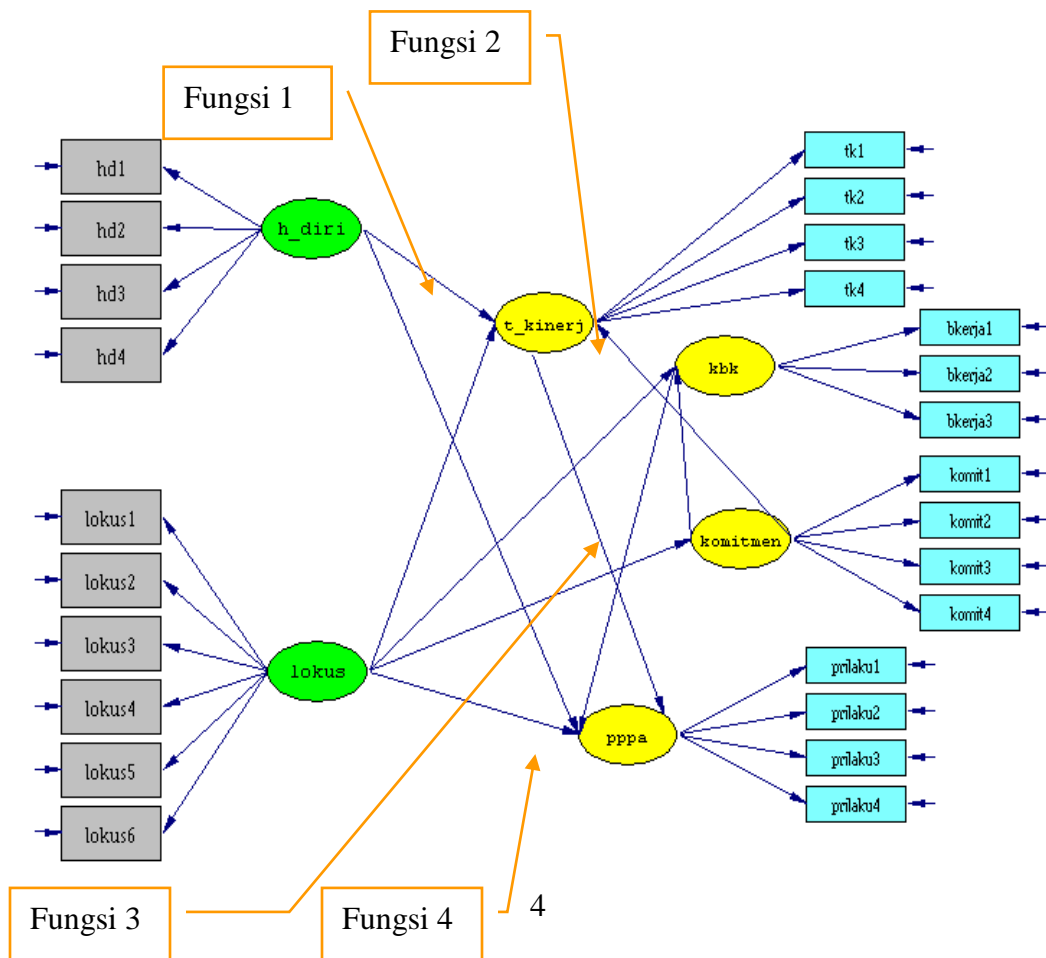 Fungsi 2
Fungsi 1
hd1
hd2
hd3
hd4
h_diri
t_kinerj
tk1
tk2
tk3
tk4
kbk
bkerja1
bkerja2
bkerja3
komitmen
komit1
komit2
komit3
komit4
lokus1
lokus2
lokus3
lokus4
lokus5
lokus6
lokus
pppa
prilaku1
prilaku2
prilaku3
prilaku4
Fungsi 3
Fungsi 4
4